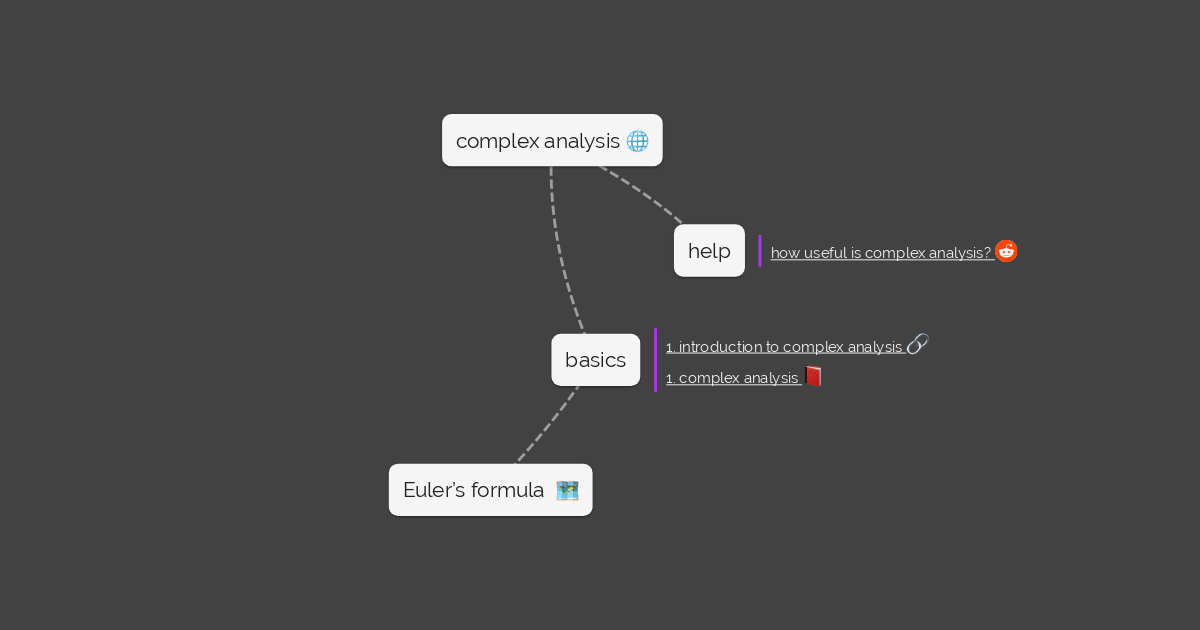 complex analysis
help
how useful is complex analysis?
basics
1. introduction to complex analysis
1. complex analysis
Euler’s formula